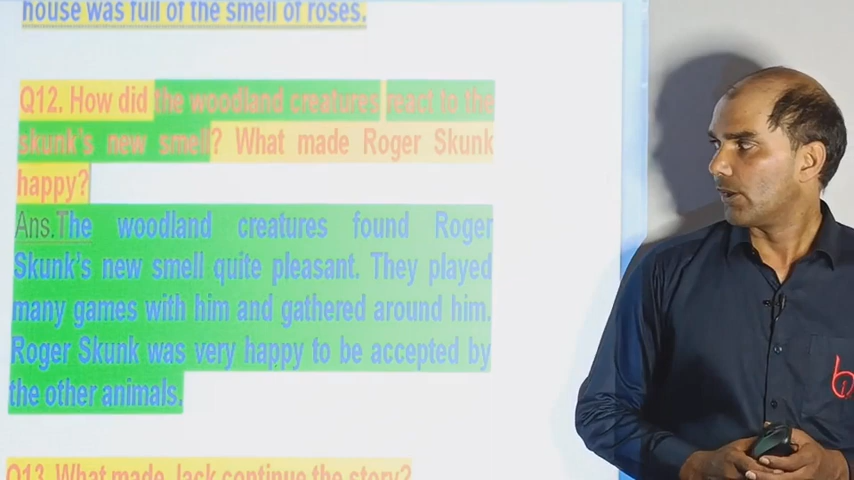 house was full of the smell of roses.
Q12. How did the woodland creatures react to the
skunk's new smell? What made Roger Skunk
happy?
Ans.The woodland creatures found Roger
Skunk's new smell quite pleasant. They played
many games with him and gathered around him.
Roger Skunk was very happy to be accepted by
the other animals.
Q13. What made Jack continue the story?